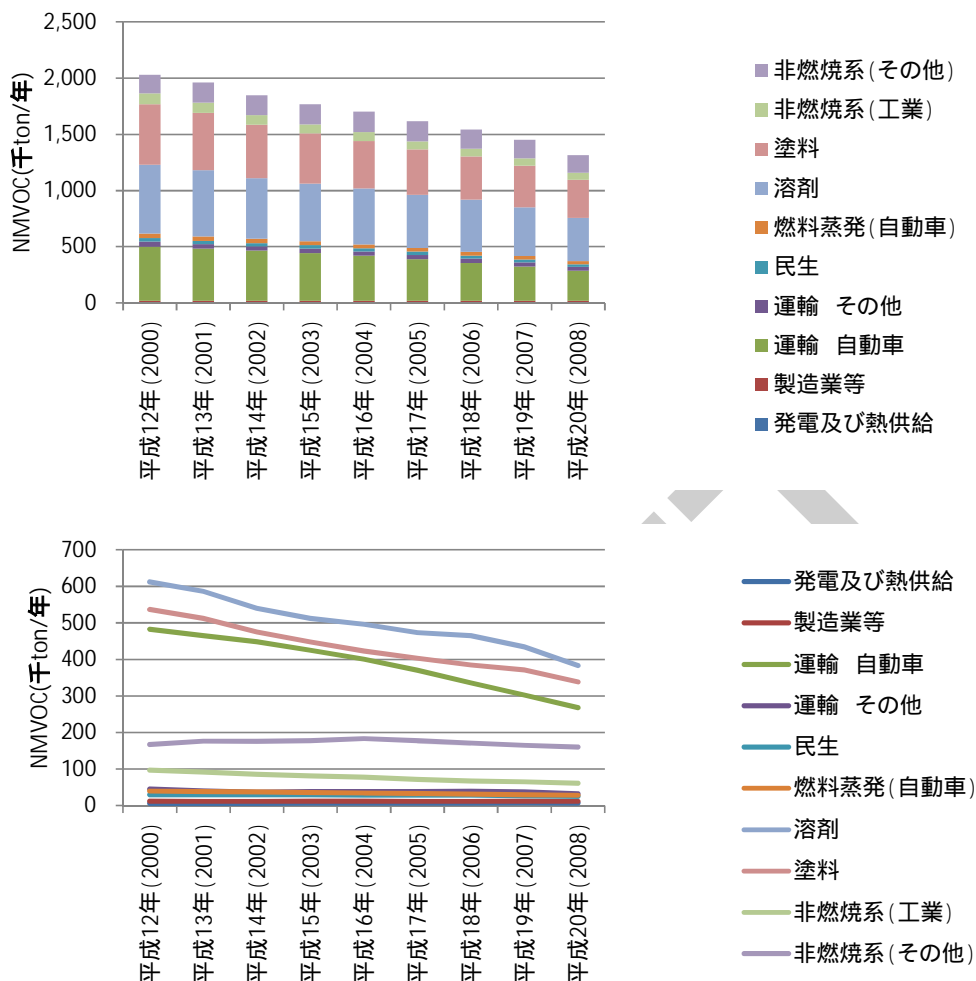 2,500
2,000
1,500
1,000
500
0
NMVOC(千ton/年)
平成12年(2000)
平成13年(2001)
平成14年(2002)
平成15年(2003)
平成16年(2004)
平成17年(2005)
平成18年(2006)
平成19年(2007)
平成20年(2008)
非燃焼系(その他)
非燃焼系(工業)
塗料
溶剤
燃料蒸発(自動車)
民生
運輸 その他
運輸 自動車
製造業等
発電及び熱供給
700
600
500
400
300
200
100
0
NMVOC(千ton/年)
平成12年(2000)
平成13年(2001)
平成14年(2002)
平成15年(2003)
平成16年(2004)
平成17年(2005)
平成18年(2006)
平成19年(2007)
平成20年(2008)
発電及び熱供給
製造業等
運輸 自動車
運輸 その他
民生
燃料蒸発(自動車)
溶剤
塗料
非燃焼系(工業)
非燃焼系(その他)